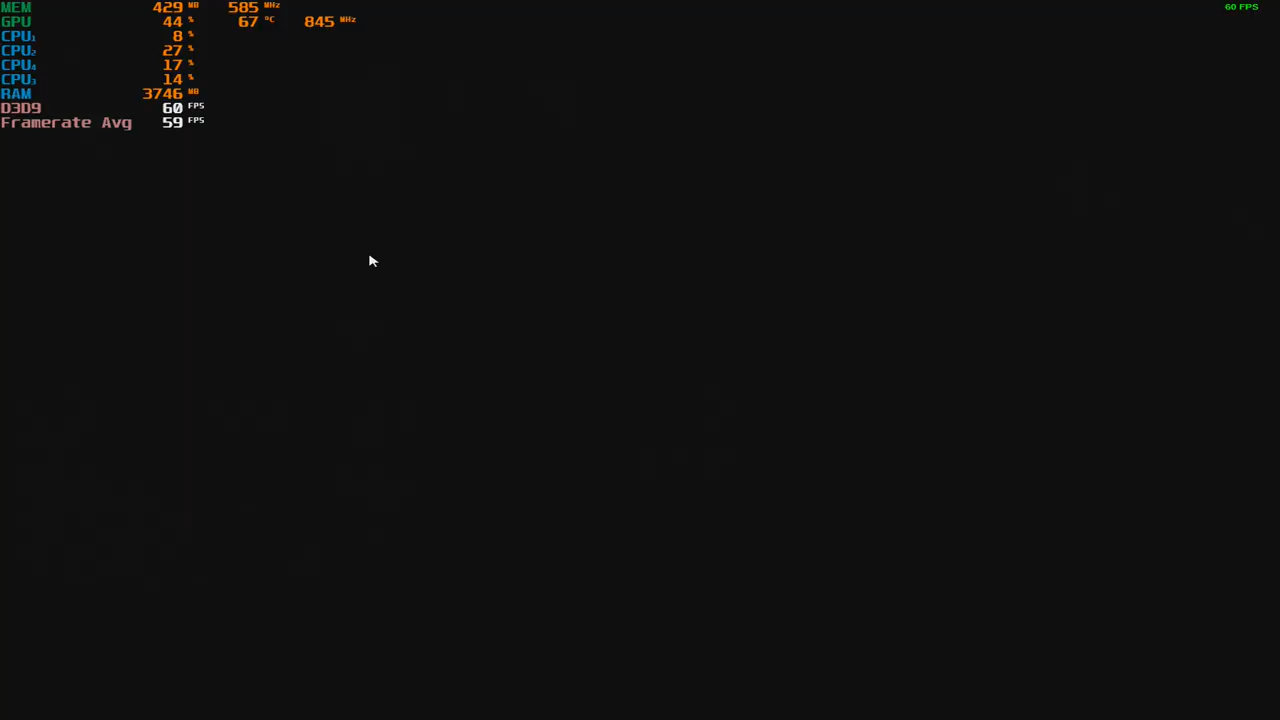 MEM 429 MB 585 MHz
60 FPS
GPU 44 % 67 °C 845 MHz
CPU1 8 %
CPU2 27 %
CPU4 17 %
CPU3 14 %
RAM 3746 MB
D3D9 60 FPS
Framerate Avg 59 FPS